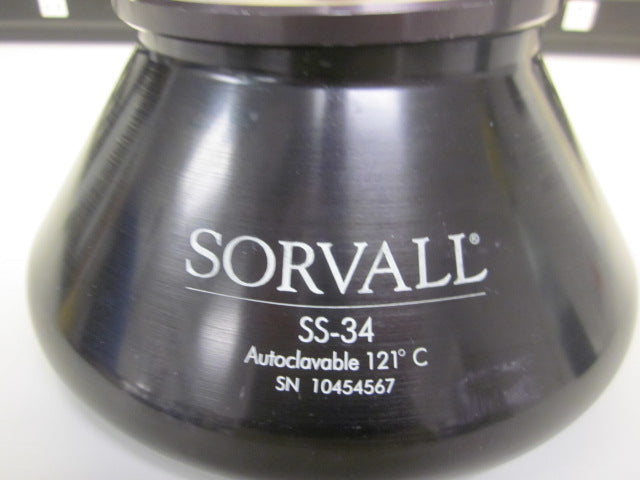 SORVALL®
SS-34
Autoclavable 121° C
SN 10454567